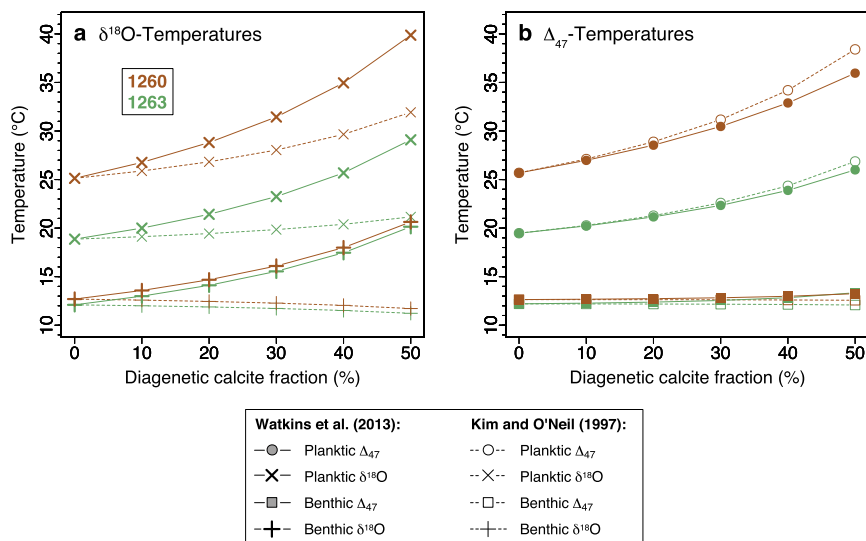 a δ¹⁸O-Temperatures
1260
1263
Temperature (°C)
40
35
30
25
20
15
10
0 10 20 30 40 50
Diagenetic calcite fraction (%)
b Δ₄₇-Temperatures
Temperature (°C)
40
35
30
25
20
15
10
0 10 20 30 40 50
Diagenetic calcite fraction (%)
Watkins et al. (2013):
Planktic Δ₄₇
Planktic δ¹⁸O
Benthic Δ₄₇
Benthic δ¹⁸O
Kim and O'Neil (1997):
Planktic Δ₄₇
Planktic δ¹⁸O
Benthic Δ₄₇
Benthic δ¹⁸O